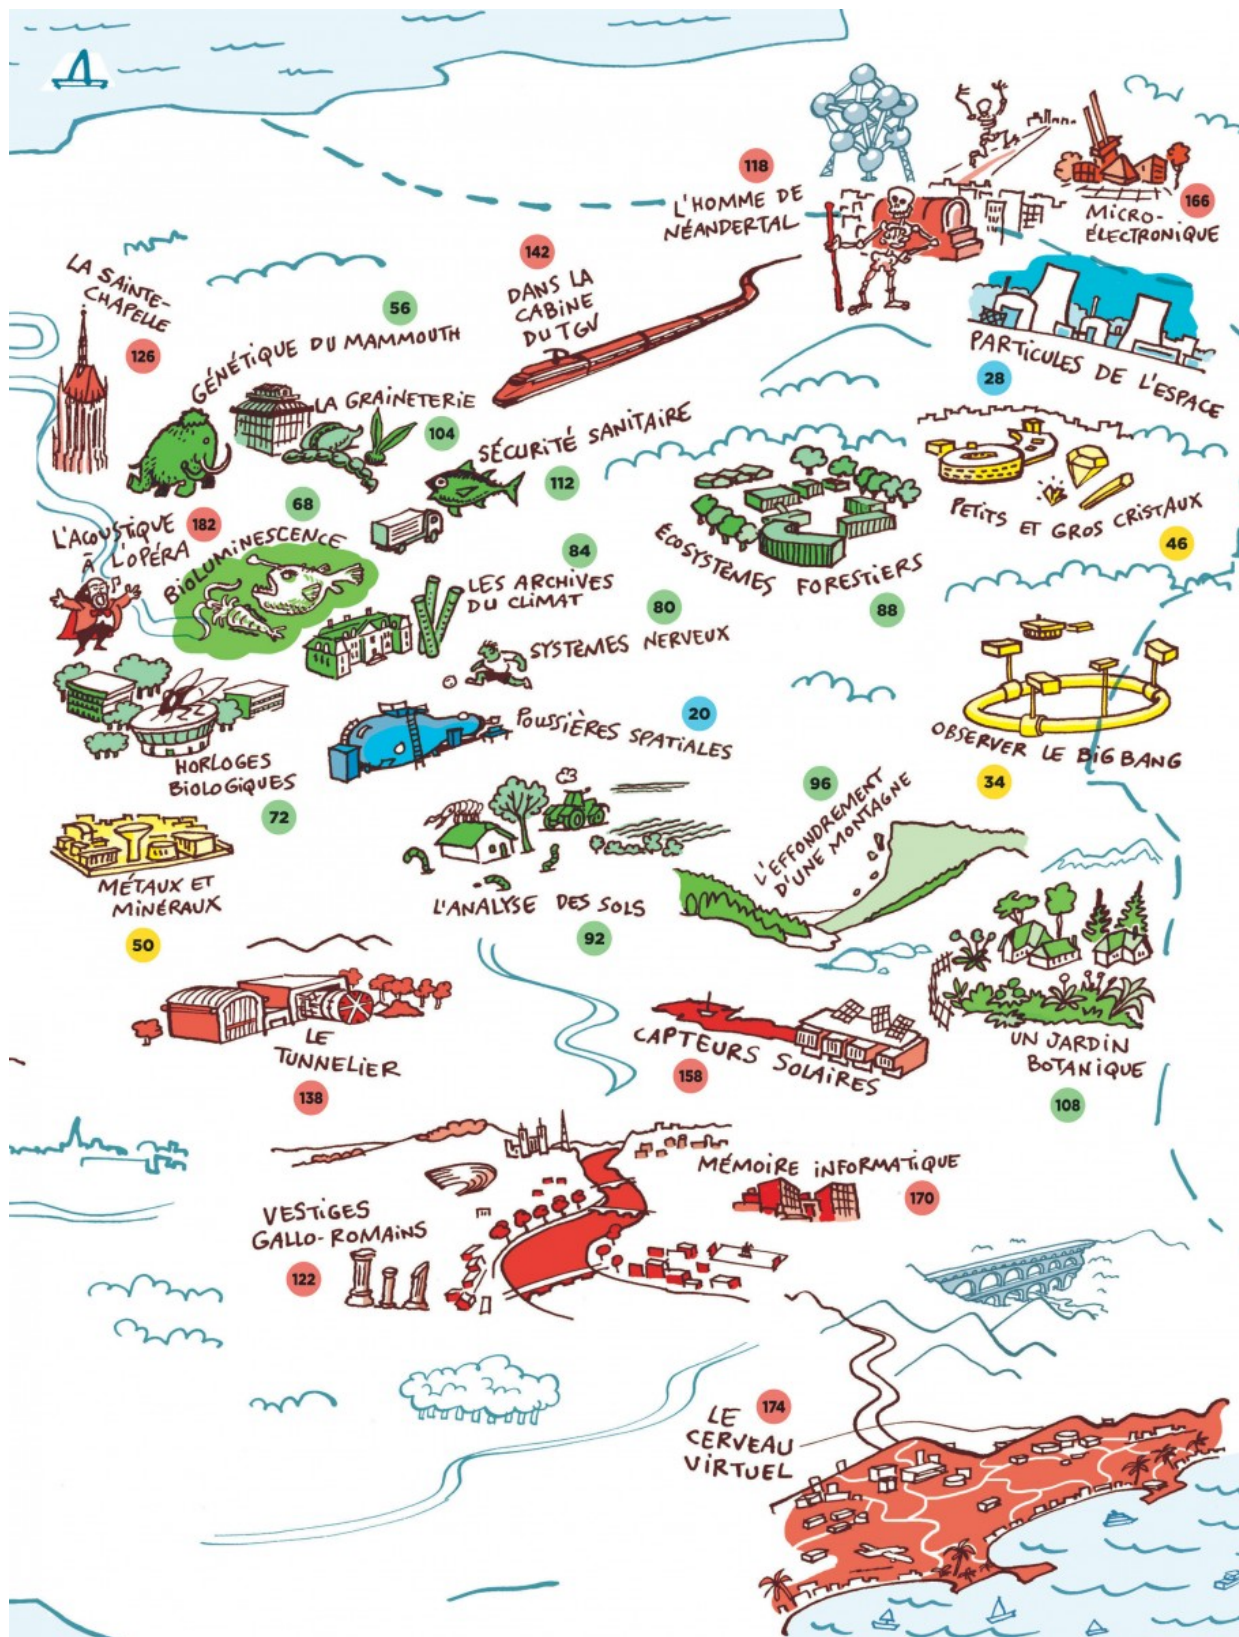 118
L'HOMME DE
NÉANDERTAL
166
MICRO-
ÉLECTRONIQUE
142
DANS LA
CABINE
DU TGV
LA SAINTE-
CHAPELLE
126
56
GÉNÉTIQUE DU MAMMOUTH
PARTICULES DE L'ESPACE
28
LA GRAINETERIE
104
SÉCURITÉ SANITAIRE
112
PETITS ET GROS CRISTAUX
46
L'ACOUSTIQUE
À L'OPÉRA
182
68
BIOLUMINESCENCE
84
LES ARCHIVES
DU CLIMAT
ÉCOSYSTÈMES FORESTIERS
88
80
SYSTÈMES NERVEUX
20
POUSSIÈRES SPATIALES
OBSERVER LE BIG BANG
34
HORLOGES
BIOLOGIQUES
72
96
L'EFFONDREMENT
D'UNE MONTAGNE
MÉTAUX ET
MINÉRAUX
50
L'ANALYSE DES SOLS
92
LE
TUNNELIER
138
CAPTEURS SOLAIRES
158
UN JARDIN
BOTANIQUE
108
MÉMOIRE INFORMATIQUE
170
VESTIGES
GALLO-ROMAINS
122
174
LE
CERVEAU
VIRTUEL